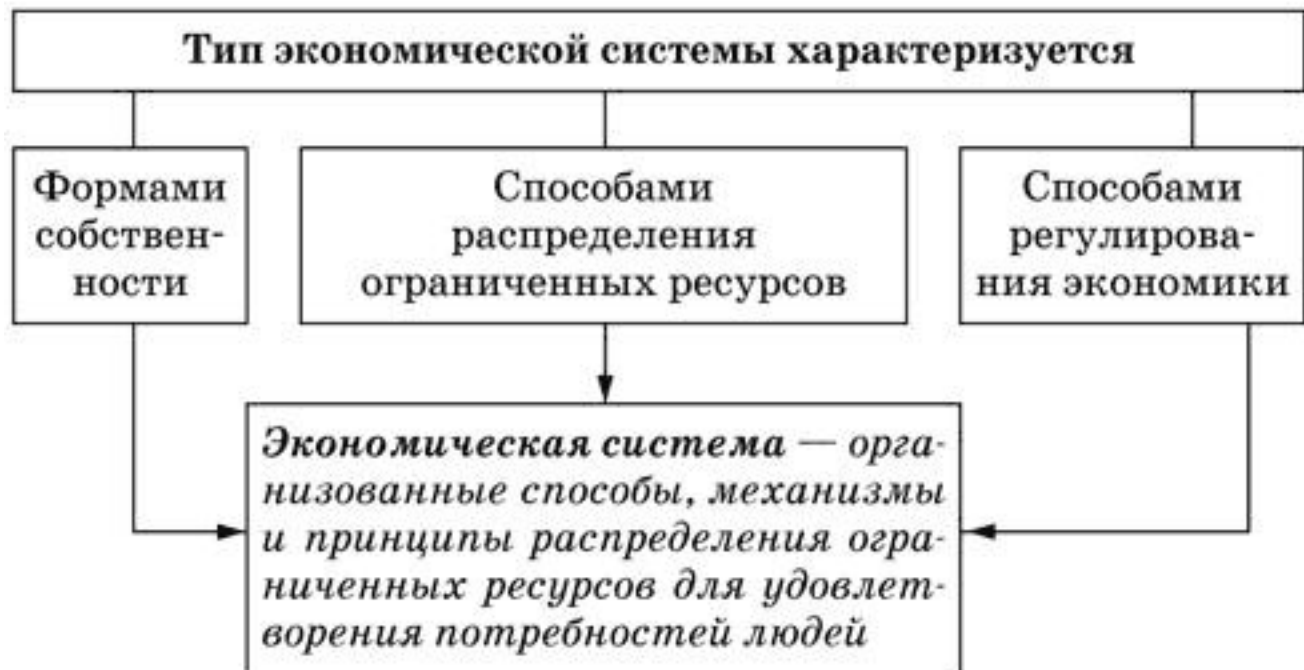 Тип экономической системы характеризуется
Формами
собствен-
ности
Способами
распределения
ограниченных ресурсов
Способами
регулирова-
ния экономики
Экономическая система — орга-
низованные способы, механизмы
и принципы распределения огра-
ниченных ресурсов для удовлет-
ворения потребностей людей